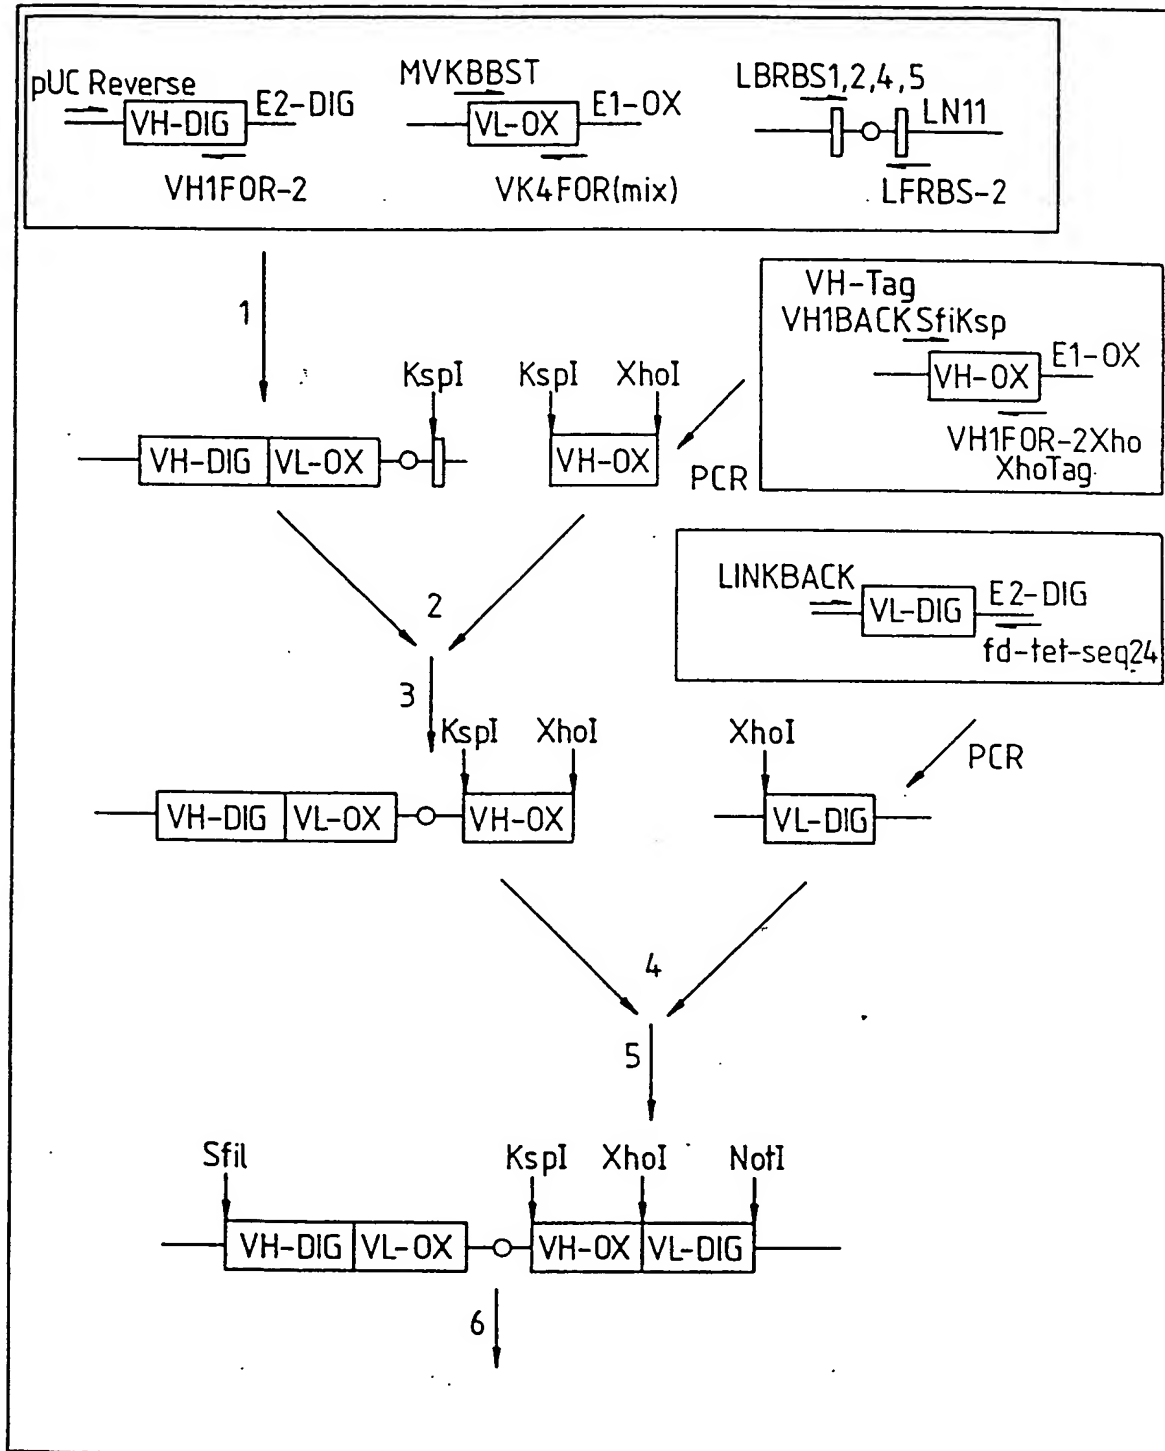 pUC Reverse
VH-DIG
E2-DIG
VH1FOR-2
MVKBBST
VL-OX
E1-OX
VK4FOR(mix)
LBRBS1,2,4,5
LN11
LFRBS-2
1
VH-Tag
VH1BACKSfiKsp
VH-OX
E1-OX
VH1FOR-2Xho
XhoTag
PCR
KspI
KspI
XhoI
VH-DIG
VL-OX
VH-OX
LINKBACK
VL-DIG
E2-DIG
fd-tet-seq24
PCR
2
3
KspI
XhoI
XhoI
VH-DIG
VL-OX
VH-OX
VL-DIG
4
5
SfiI
KspI
XhoI
NotI
VH-DIG
VL-OX
VH-OX
VL-DIG
6